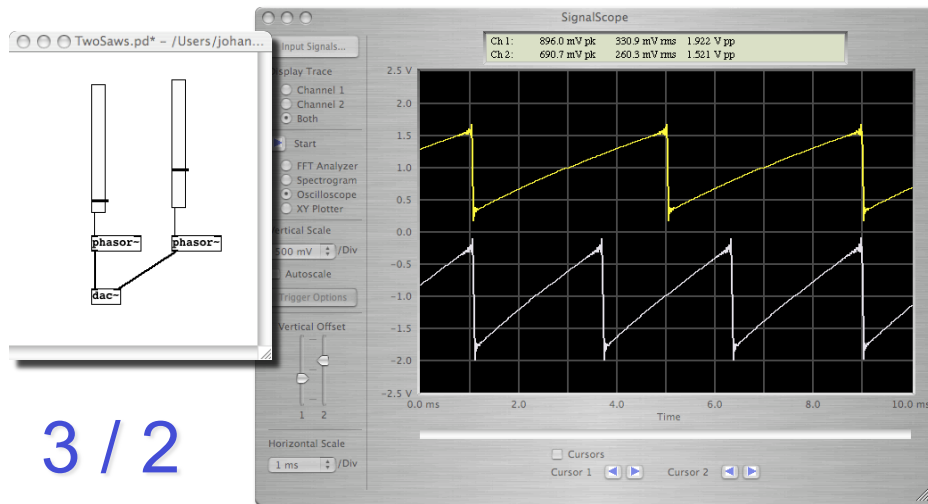 TwoSaws.pd* – /Users/johan...
phasor~ phasor~
dac~
3 / 2
SignalScope
Input Signals...
Ch 1: 896.0 mV pk 330.9 mV rms 1.922 V pp
Ch 2: 690.7 mV pk 260.3 mV rms 1.521 V pp
Display Trace
Channel 1
Channel 2
Both
Start
FFT Analyzer
Spectrogram
Oscilloscope
XY Plotter
Vertical Scale
500 mV /Div
Autoscale
Trigger Options
Vertical Offset
1 2
Horizontal Scale
1 ms /Div
2.5 V
2.0
1.5
1.0
0.5
0.0
-0.5
-1.0
-1.5
-2.0
-2.5 V
0.0 ms 2.0 4.0 6.0 8.0 10.0 ms
Time
Cursors
Cursor 1 Cursor 2